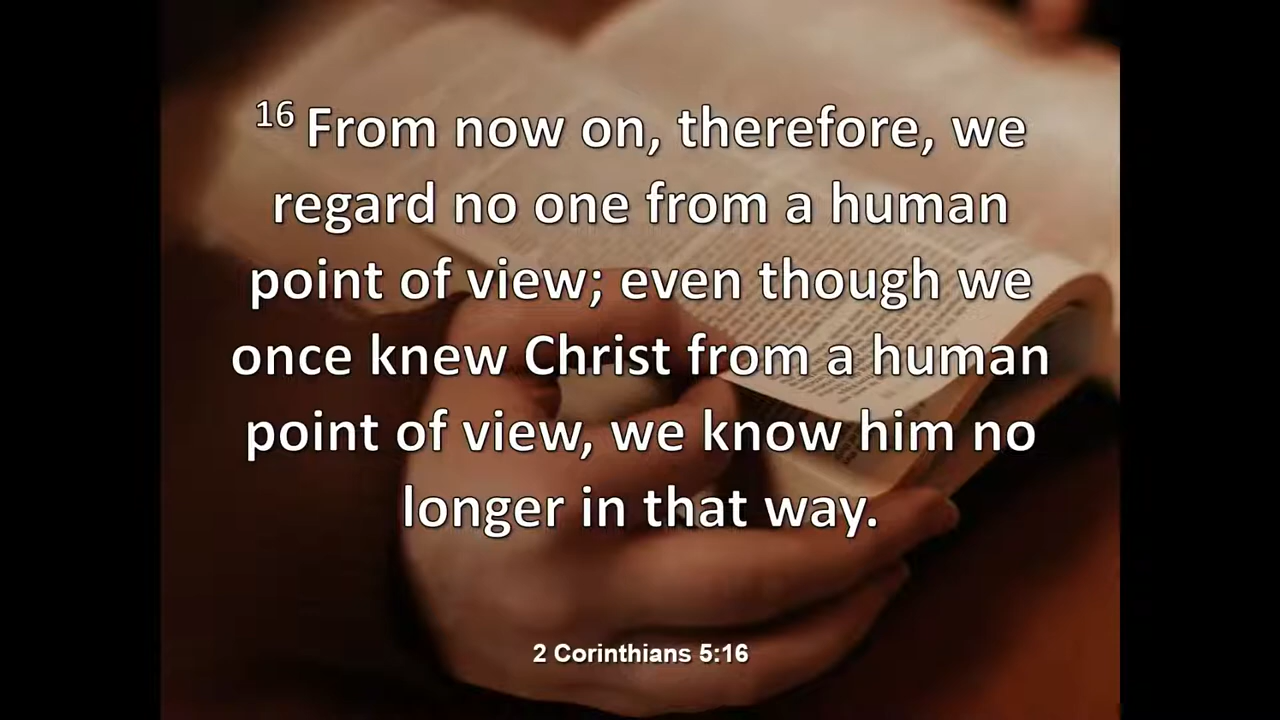 16 From now on, therefore, we
regard no one from a human
point of view; even though we
once knew Christ from a human
point of view, we know him no
longer in that way.
2 Corinthians 5:16